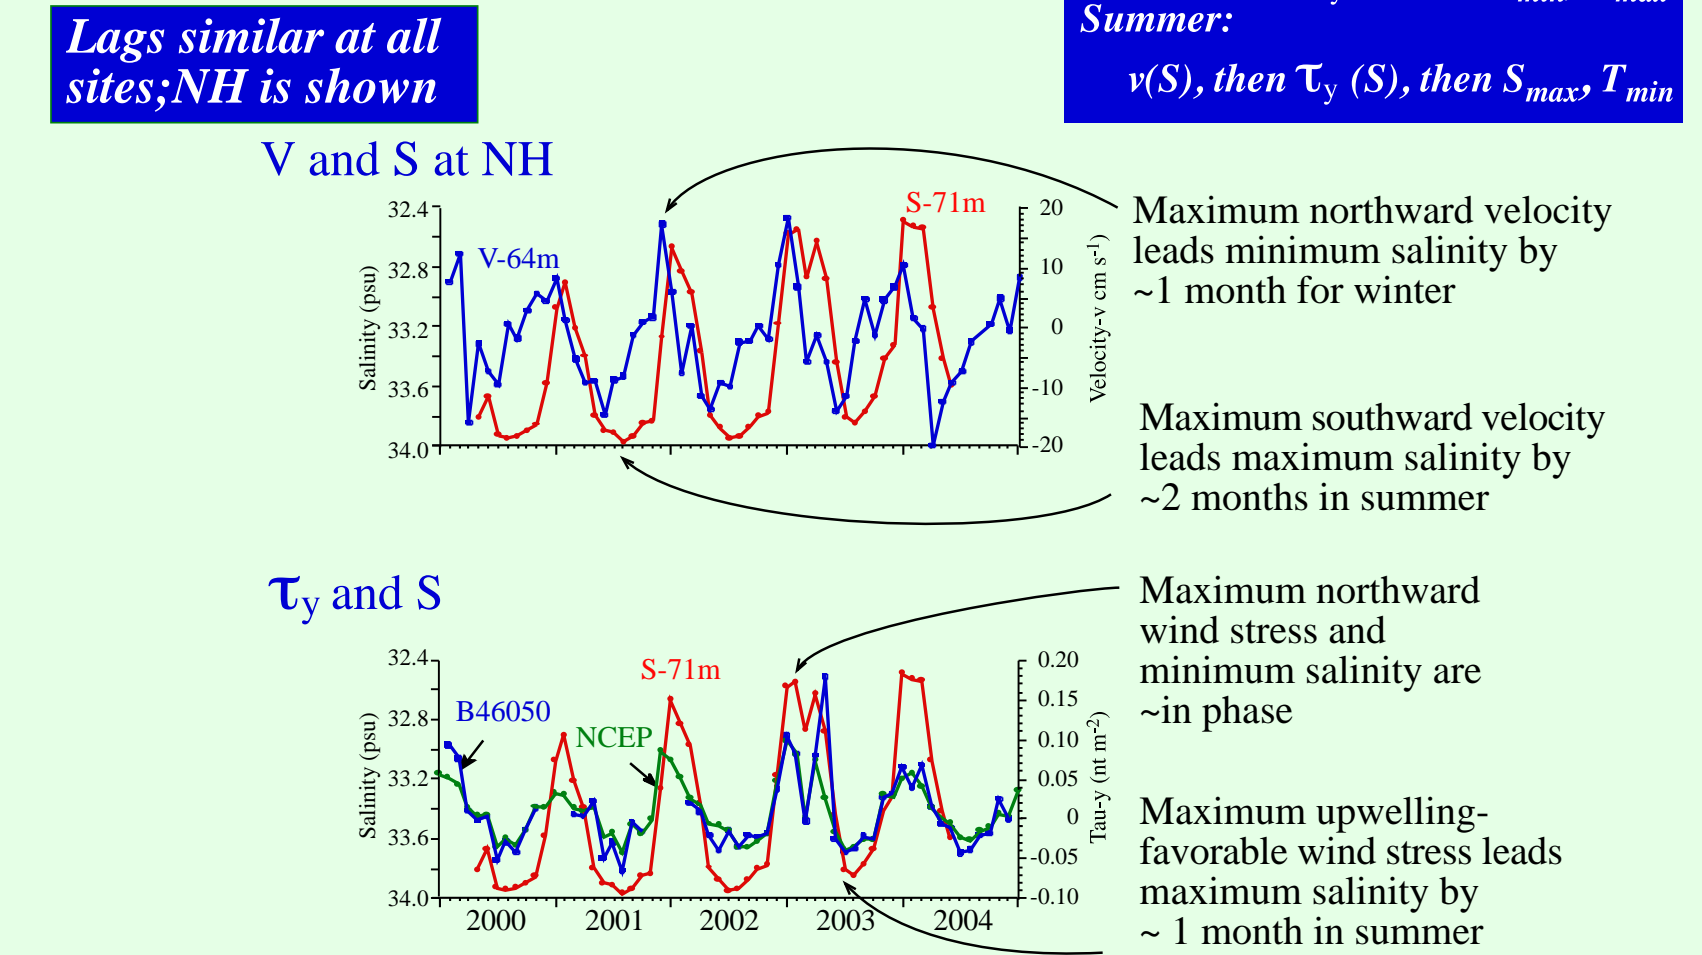 Lags similar at all
sites;NH is shown
Summer:
v(S), then τy (S), then Smax, Tmin
V and S at NH
S-71m
V-64m
32.4
32.8
33.2
33.6
34.0
Salinity (psu)
20
10
0
-10
-20
Velocity-v cm s-1)
Maximum northward velocity
leads minimum salinity by
~1 month for winter
Maximum southward velocity
leads maximum salinity by
~2 months in summer
τy and S
S-71m
B46050
NCEP
32.4
32.8
33.2
33.6
34.0
Salinity (psu)
0.20
0.15
0.10
0.05
0
-0.05
-0.10
Tau-y (nt m-2)
2000 2001 2002 2003 2004
Maximum northward
wind stress and
minimum salinity are
~in phase
Maximum upwelling-
favorable wind stress leads
maximum salinity by
~ 1 month in summer